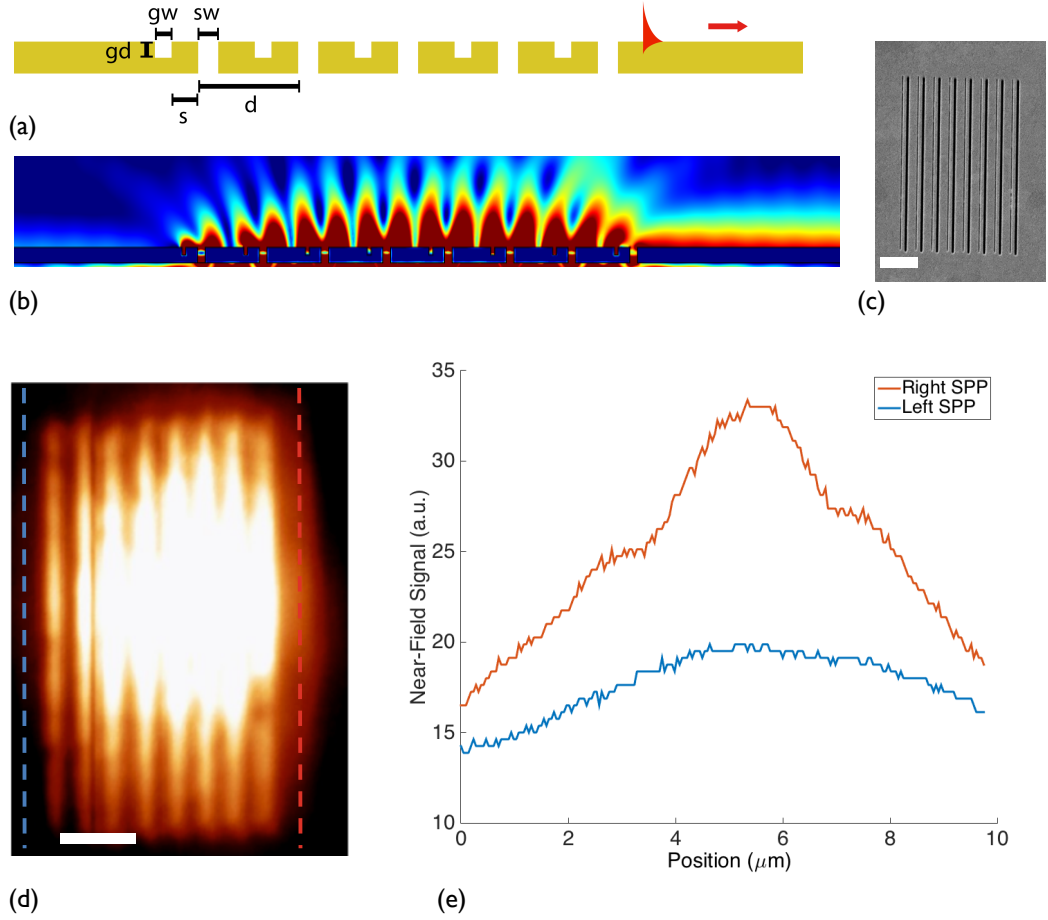 gw sw
gd
s d
(a)
(b)
(c)
(d)
35
30
25
20
15
10
0 2 4 6 8 10
Near-Field Signal (a.u.)
Position (μm)
Right SPP
Left SPP
(e)